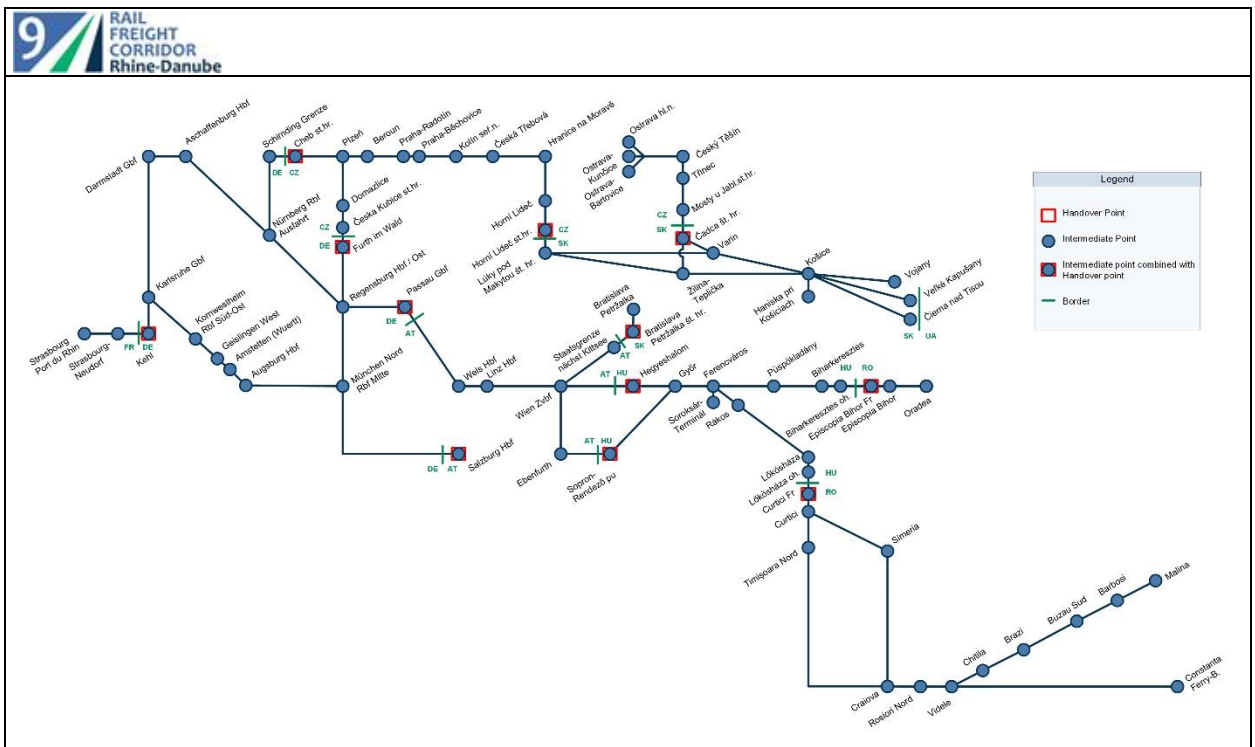 9
RAIL
FREIGHT
CORRIDOR
Rhine-Danube
Darmstadt Gbf
Aschaffenburg Hbf
Schirnding Grenze
Cheb st.hr.
DE CZ
Plzeň
Beroun
Praha-Radotín
Praha-Běchovice
Kolín seř.n.
Česká Třebová
Hranice na Moravě
Ostrava hl.n.
Ostrava-
Kunčice
Ostrava-
Bartovice
Český Těšín
Třinec
Mosty u Jabl.st.hr.
CZ
SK
Čadca št. hr.
Nürnberg Rbf
Ausfahrt
Domazlice
Česka Kubice st.hr.
CZ
DE
Furth im Wald
Horní Lideč
Horní Lideč st.hr.
CZ
SK
Lúky pod
Makytou št. hr.
Varín
Žilina-
Teplička
Košice
Haniska pri
Košiciach
Vojany
Veľké Kapušany
Čierna nad Tisou
SK UA
Legend
Handover Point
Intermediate Point
Intermediate point combined with
Handover point
Border
Karlsruhe Gbf
Kornwestheim
Rbf Süd-Ost
Geislingen West
Amstetten (Wuertt)
Augsburg Hbf
Strasbourg
Port du Rhin
Strasbourg-
Neudorf
FR DE
Kehl
Regensburg Hbf / Ost
Passau Gbf
DE
AT
München Nord
Rbf Mitte
Wels Hbf
Linz Hbf
Wien Zvbf
Staatsgrenze
nächst Kittsee
Bratislava
Petržalka
Bratislava
Petržalka št. hr.
AT
SK
AT HU
Hegyeshalom
Győr
Ferencváros
Soroksár-
Terminál
Rákos
Püspökladány
Biharkeresztes
Biharkeresztes oh.
HU RO
Episcopia Bihor Fr
Episcopia Bihor
Oradea
DE AT
Salzburg Hbf
Ebenfurth
AT HU
Sopron-
Rendező pu
Lőkösháza
Lőkösháza oh.
HU
RO
Curtici Fr
Curtici
Timișoara Nord
Simeria
Craiova
Rosiori Nord
Videle
Chitila
Brazi
Buzau Sud
Barbosi
Malina
Constanta
Ferry-B.